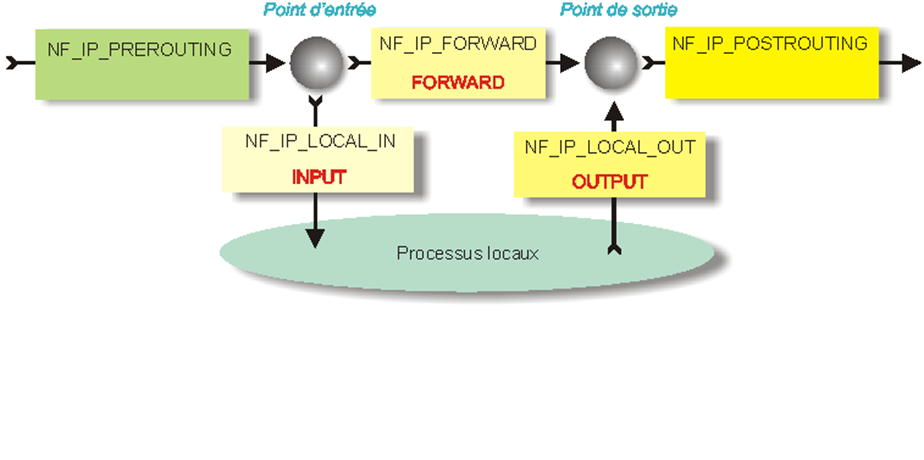 Point d'entrée
Point de sortie
NF_IP_PREROUTING
NF_IP_FORWARD
FORWARD
NF_IP_POSTROUTING
NF_IP_LOCAL_IN
INPUT
NF_IP_LOCAL_OUT
OUTPUT
Processus locaux